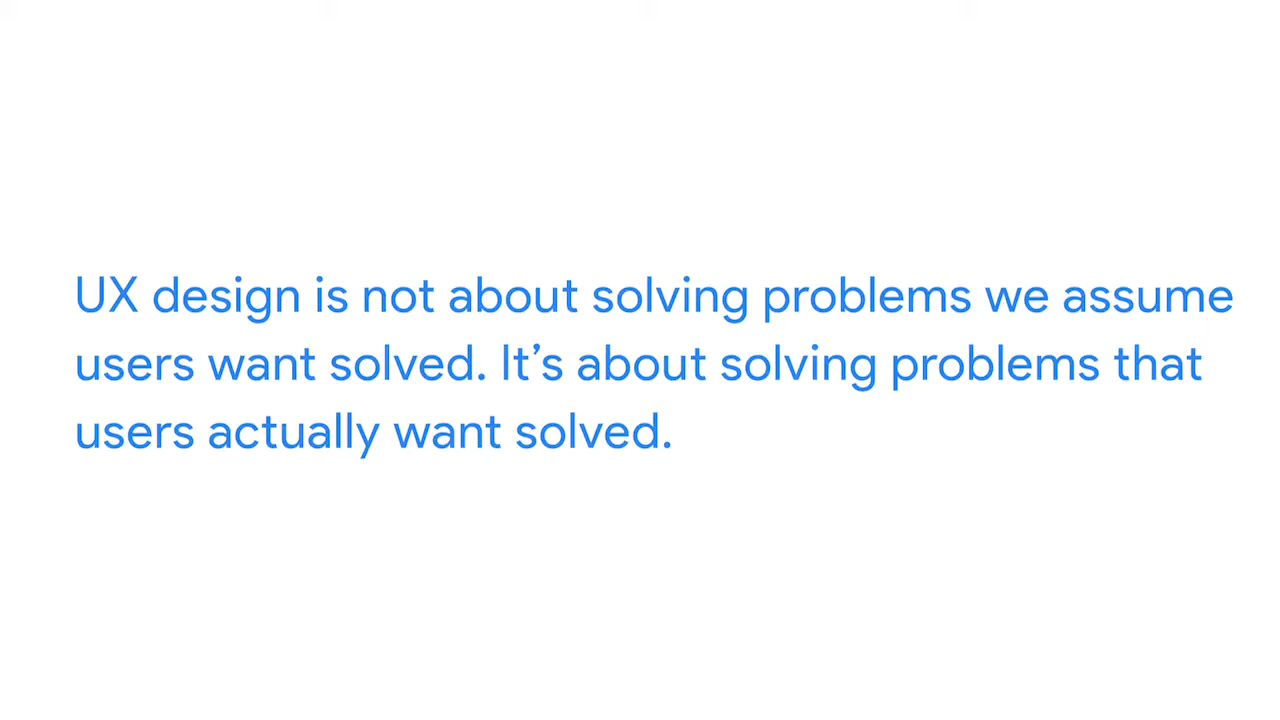 UX design is not about solving problems we assume
users want solved. It’s about solving problems that
users actually want solved.